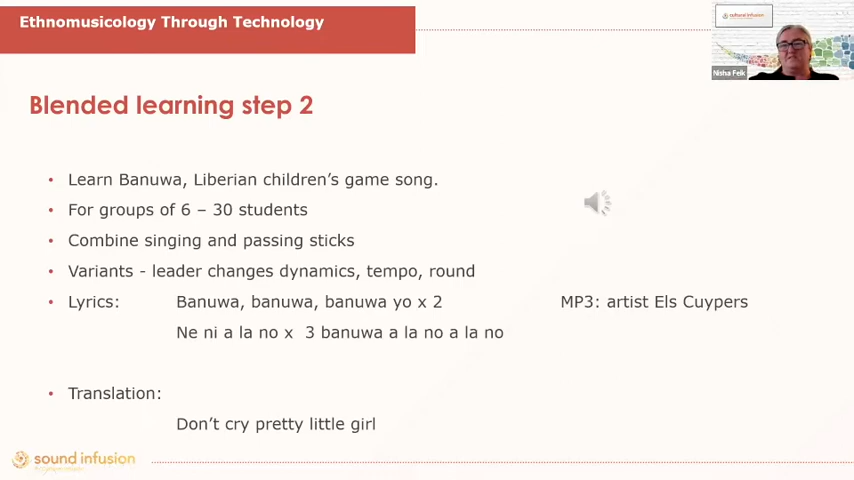 Ethnomusicology Through Technology
cultural infusion
Nisha Feik
Blended learning step 2
• Learn Banuwa, Liberian children's game song.
• For groups of 6 – 30 students
• Combine singing and passing sticks
• Variants - leader changes dynamics, tempo, round
• Lyrics: Banuwa, banuwa, banuwa yo x 2 MP3: artist Els Cuypers
Ne ni a la no x 3 banuwa a la no a la no
• Translation:
Don't cry pretty little girl
sound infusion